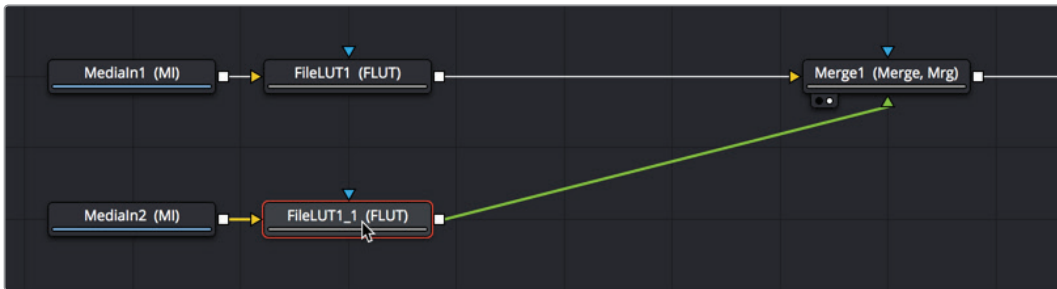 MediaIn1 (MI)
FileLUT1 (FLUT)
Merge1 (Merge, Mrg)
MediaIn2 (MI)
FileLUT1_1 (FLUT)